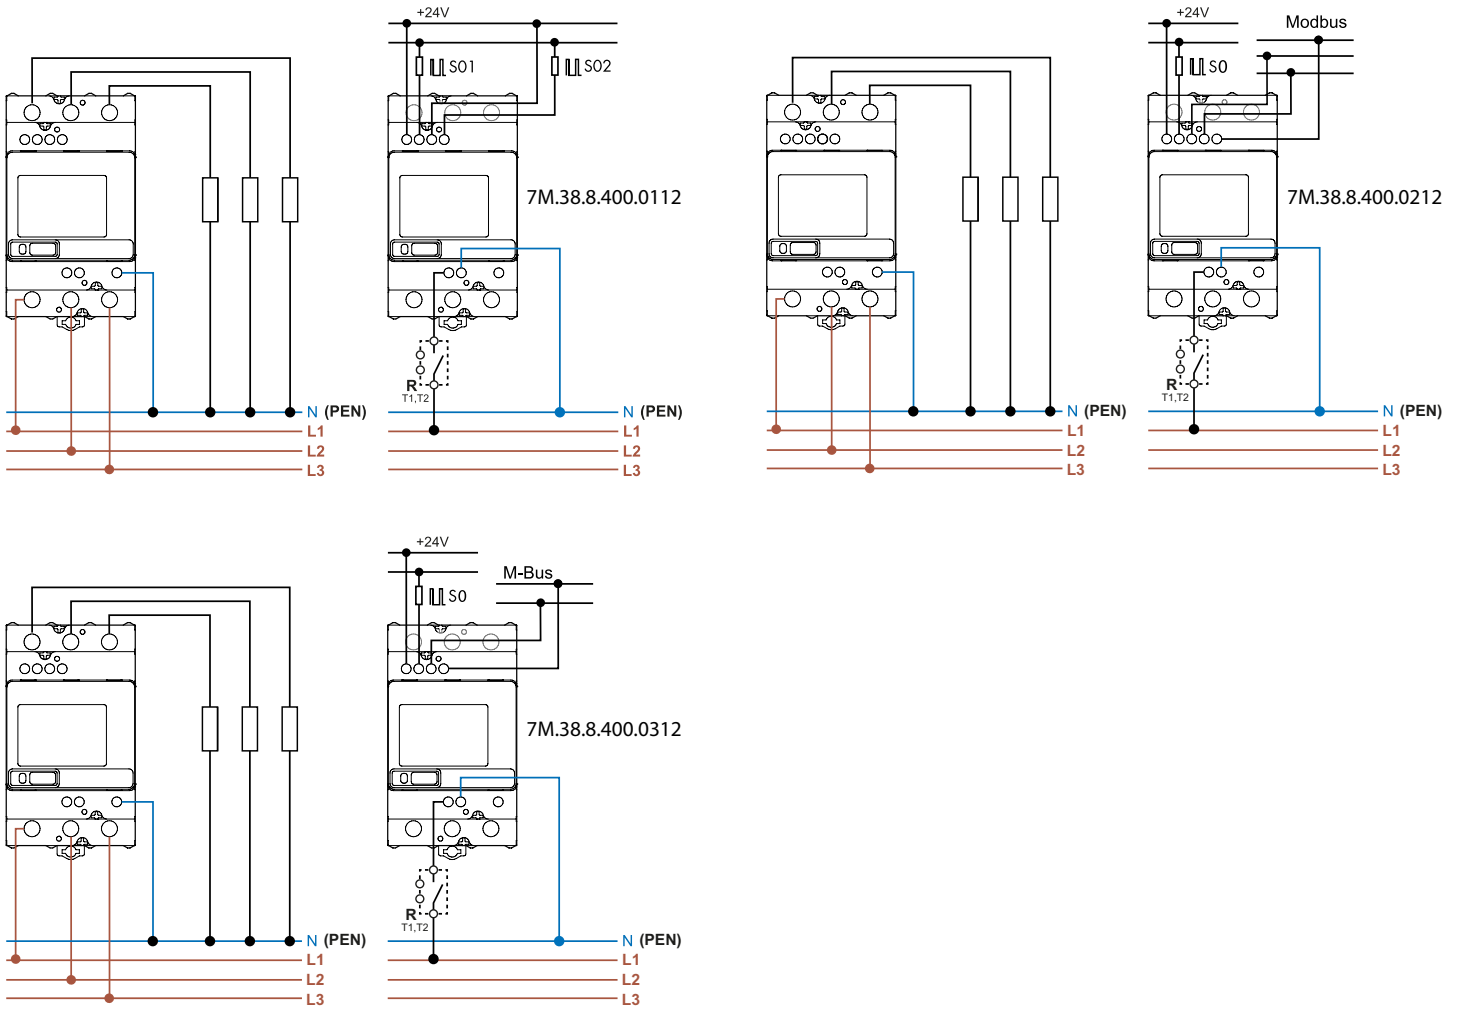 +24V
S01
S02
7M.38.8.400.0112
R
T1,T2
N (PEN)
L1
L2
L3
N (PEN)
L1
L2
L3
+24V
Modbus
S0
7M.38.8.400.0212
R
T1,T2
N (PEN)
L1
L2
L3
N (PEN)
L1
L2
L3
+24V
M-Bus
S0
7M.38.8.400.0312
R
T1,T2
N (PEN)
L1
L2
L3
N (PEN)
L1
L2
L3